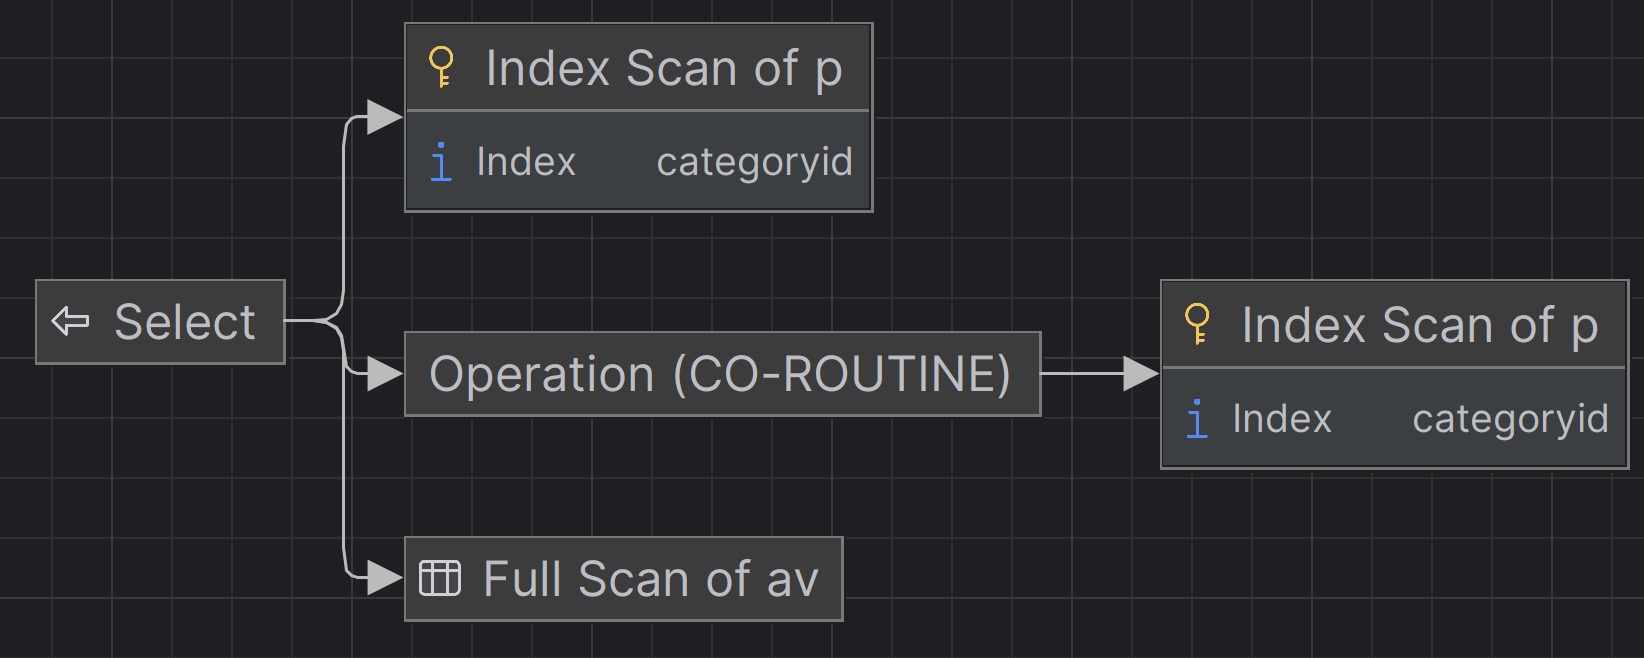 Index Scan of p
Index categoryid
Select
Operation (CO-ROUTINE)
Index Scan of p
Index categoryid
Full Scan of av